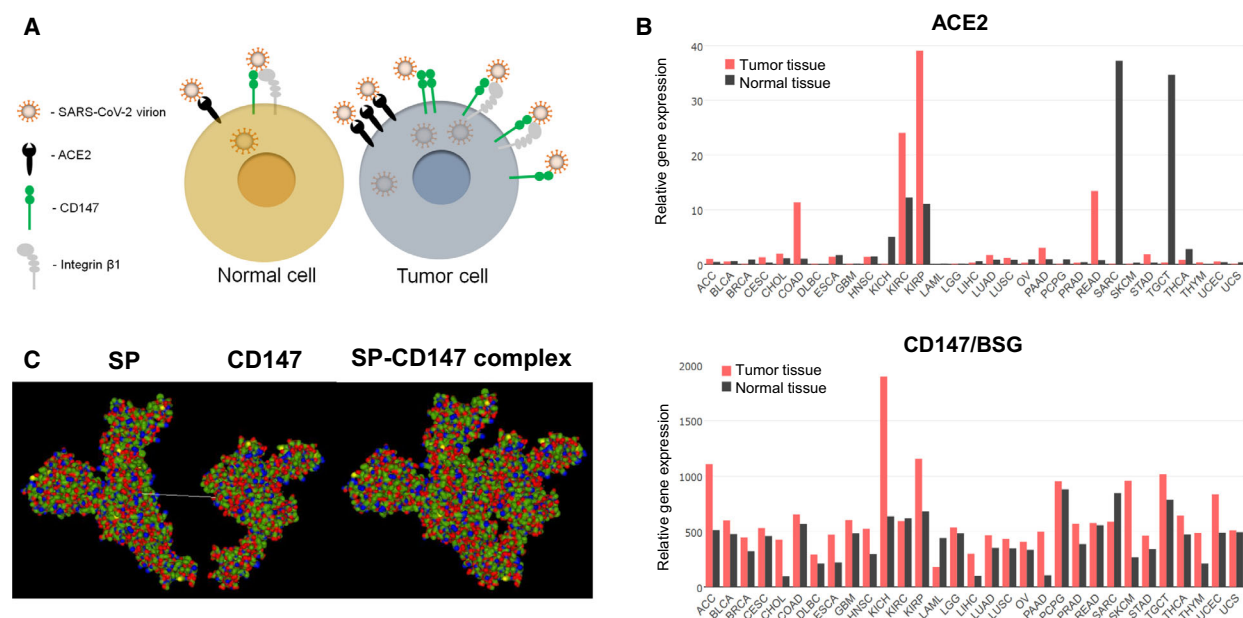 A
- SARS-CoV-2 virion
- ACE2
- CD147
- Integrin β1
Normal cell
Tumor cell
B
ACE2
Tumor tissue
Normal tissue
Relative gene expression
40
30
20
10
0
ACC BLCA BRCA CESC CHOL COAD DLBC ESCA GBM HNSC KICH KIRC KIRP LAML LGG LIHC LUAD LUSC OV PAAD PCPG PRAD READ SARC SKCM STAD TGCT THCA THYM UCEC UCS
CD147/BSG
Tumor tissue
Normal tissue
Relative gene expression
2000
1500
1000
500
0
ACC BLCA BRCA CESC CHOL COAD DLBC ESCA GBM HNSC KICH KIRC KIRP LAML LGG LIHC LUAD LUSC OV PAAD PCPG PRAD READ SARC SKCM STAD TGCT THCA THYM UCEC UCS
C
SP
CD147
SP-CD147 complex